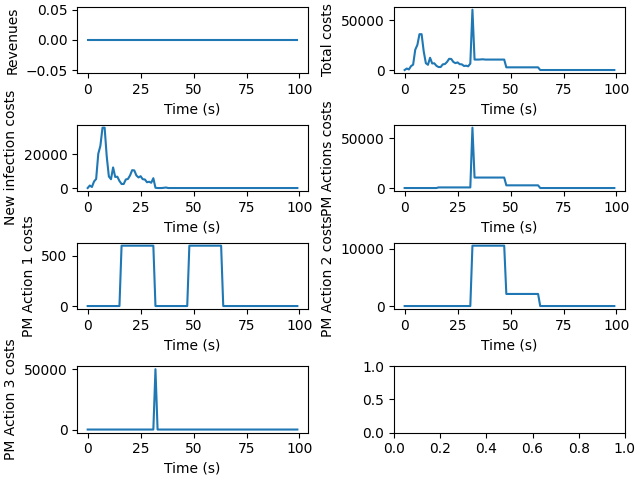 Revenues
0.05
0.00
−0.05
0 25 50 75 100
Time (s)
Total costs
50000
0
0 25 50 75 100
Time (s)
New infection costs
20000
0
0 25 50 75 100
Time (s)
PM Actions costs
50000
0
0 25 50 75 100
Time (s)
PM Action 1 costs
500
0
0 25 50 75 100
Time (s)
PM Action 2 costs
10000
0
0 25 50 75 100
Time (s)
PM Action 3 costs
50000
0
0 25 50 75 100
Time (s)
1.0
0.5
0.0
0.0 0.2 0.4 0.6 0.8 1.0